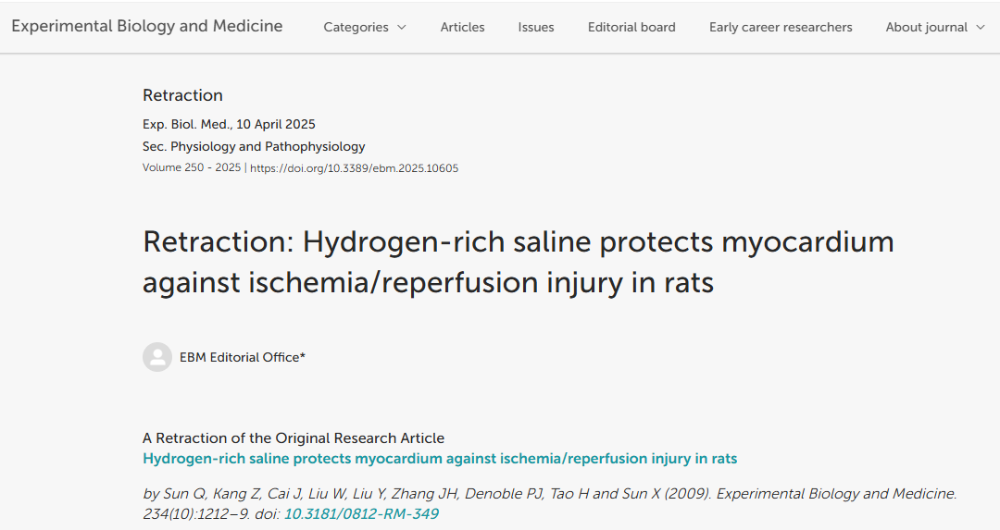 Experimental Biology and Medicine Categories Articles Issues Editorial board Early career researchers About journal
Retraction
Exp. Biol. Med., 10 April 2025
Sec. Physiology and Pathophysiology
Volume 250 - 2025 | https://doi.org/10.3389/ebm.2025.10605
Retraction: Hydrogen-rich saline protects myocardium
against ischemia/reperfusion injury in rats
EBM Editorial Office*
A Retraction of the Original Research Article
Hydrogen-rich saline protects myocardium against ischemia/reperfusion injury in rats
by Sun Q, Kang Z, Cai J, Liu W, Liu Y, Zhang JH, Denoble PJ, Tao H and Sun X (2009). Experimental Biology and Medicine.
234(10):1212–9. doi: 10.3181/0812-RM-349